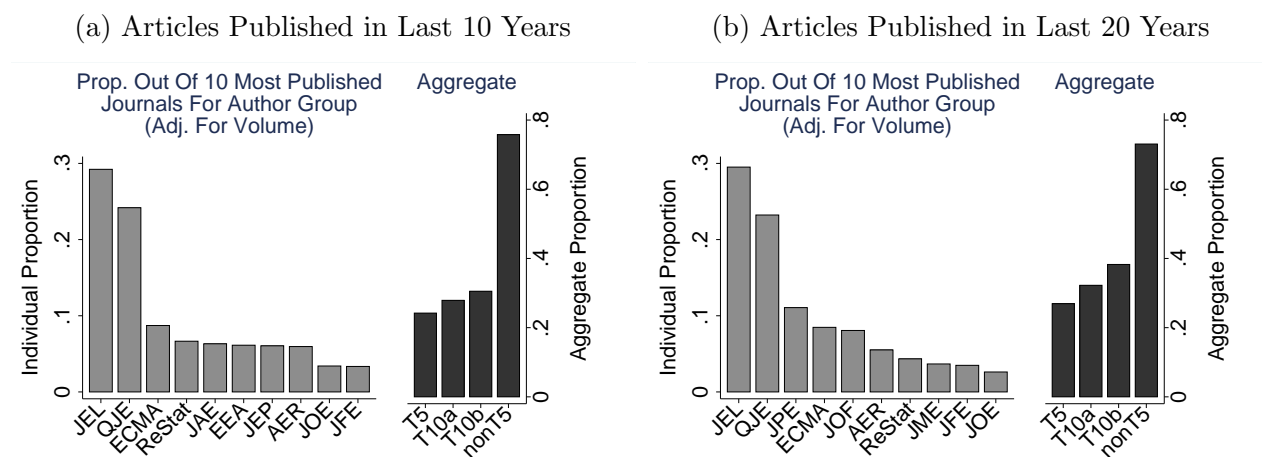 (a) Articles Published in Last 10 Years
Prop. Out Of 10 Most Published
Journals For Author Group
(Adj. For Volume)
Aggregate
Individual Proportion
.3
.2
.1
0
JEL
QJE
ECMA
ReStat
JAE
EEA
JEP
AER
JOE
JFE
Aggregate Proportion
.8
.6
.4
.2
0
T5
T10a
T10b
nonT5
(b) Articles Published in Last 20 Years
Prop. Out Of 10 Most Published
Journals For Author Group
(Adj. For Volume)
Aggregate
Individual Proportion
.3
.2
.1
0
JEL
QJE
JPE
ECMA
JOF
AER
ReStat
JME
JFE
JOE
Aggregate Proportion
.8
.6
.4
.2
0
T5
T10a
T10b
nonT5